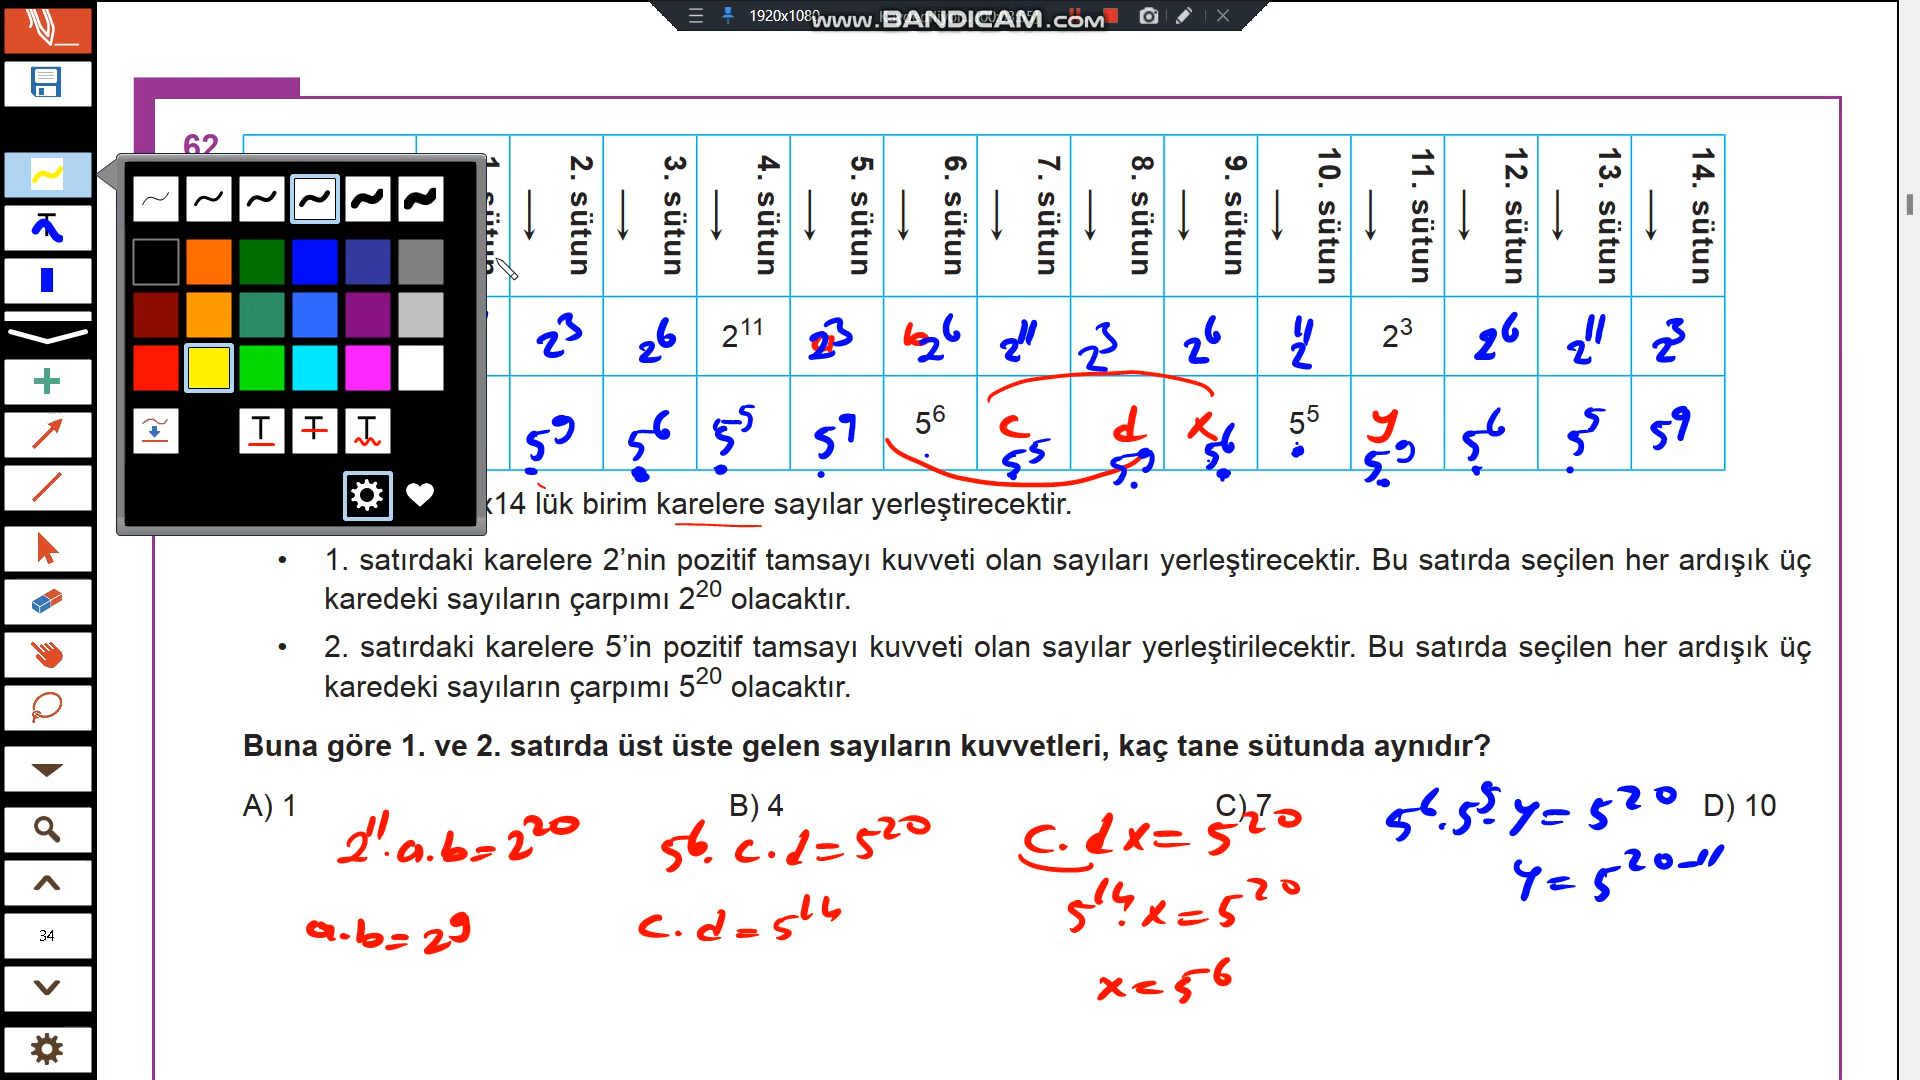 1920x1080
www.BANDICAM.com
62
1. sütun
2. sütun
3. sütun
4. sütun
5. sütun
6. sütun
7. sütun
8. sütun
9. sütun
10. sütun
11. sütun
12. sütun
13. sütun
14. sütun
2³ 2⁶ 2¹¹ 2³ b 2⁶ 2¹¹ 2³ 2⁶ 2¹¹ 2³ 2⁶ 2¹¹ 2³
5⁹ 5⁶ 5⁵ 5⁹ 5⁶ c 5⁵ d 5⁹ x 5⁶ 5⁵ y 5⁹ 5⁶ 5⁵ 5⁹
x14 lük birim karelere sayılar yerleştirecektir.
• 1. satırdaki karelere 2’nin pozitif tamsayı kuvveti olan sayıları yerleştirecektir. Bu satırda seçilen her ardışık üç
karedeki sayıların çarpımı 2²⁰ olacaktır.
• 2. satırdaki karelere 5’in pozitif tamsayı kuvveti olan sayılar yerleştirilecektir. Bu satırda seçilen her ardışık üç
karedeki sayıların çarpımı 5²⁰ olacaktır.
Buna göre 1. ve 2. satırda üst üste gelen sayıların kuvvetleri, kaç tane sütunda aynıdır?
A) 1 B) 4 C) 7 D) 10
2¹¹.a.b=2²⁰ 5⁶.c.d=5²⁰ c.d x=5²⁰ 5⁶.5⁵.y=5²⁰
a.b=2⁹ c.d=5¹⁴ 5¹⁴.x=5²⁰ y=5²⁰⁻¹¹
x=5⁶
34